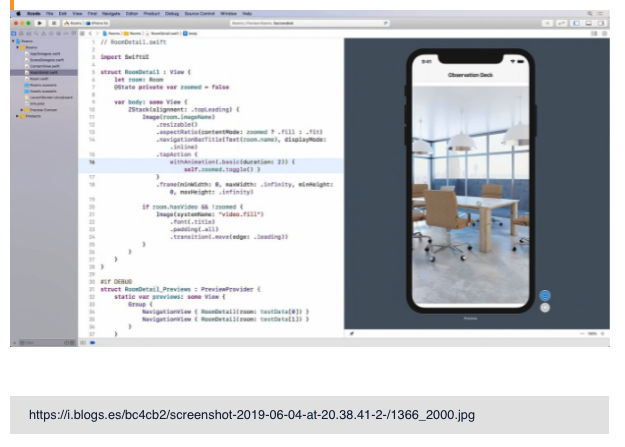 Rooms File Edit View Find Navigate Editor Product Debug Source Control Window Help
// RoomDetail.swift
import SwiftUI
struct RoomDetail : View {
let room: Room
@State private var zoomed = false
var body: some View {
ZStack(alignment: .topLeading) {
Image(room.imageName)
.resizable()
.aspectRatio(contentMode: zoomed ? .fill : .fit)
.navigationBarTitle(Text(room.name), displayMode:
.inline)
.tapAction {
withAnimation(.basic(duration: 2)) {
self.zoomed.toggle() }
}
.frame(minWidth: 0, maxWidth: .infinity, minHeight:
0, maxHeight: .infinity)
if room.hasVideo && !zoomed {
Image(systemName: "video.fill")
.font(.title)
.padding(.all)
.transition(.move(edge: .leading))
}
}
}
}
#if DEBUG
struct RoomDetail_Previews : PreviewProvider {
static var previews: some View {
Group {
NavigationView { RoomDetail(room: testData[0]) }
NavigationView { RoomDetail(room: testData[1]) }
}
}
9:41
Observation Deck
Preview
https://i.blogs.es/bc4cb2/screenshot-2019-06-04-at-20.38.41-2-/1366_2000.jpg